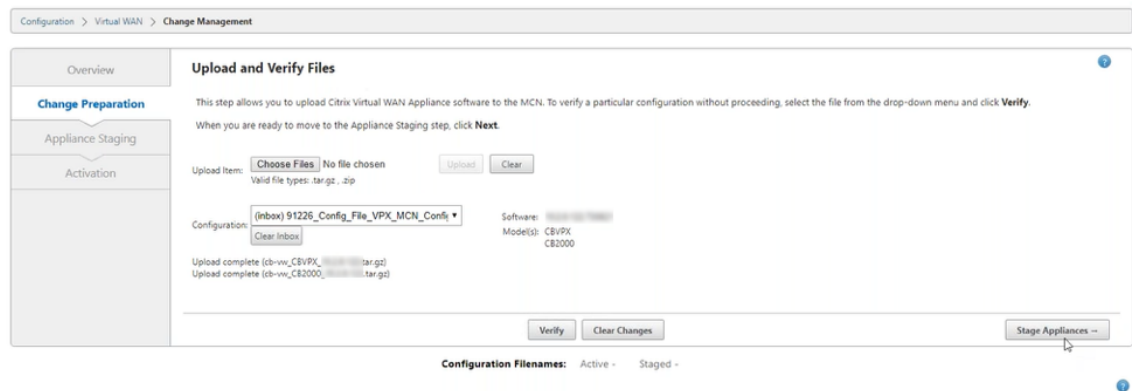 Configuration > Virtual WAN > Change Management
Overview
Change Preparation
Appliance Staging
Activation
Upload and Verify Files
?
This step allows you to upload Citrix Virtual WAN Appliance software to the MCN. To verify a particular configuration without proceeding, select the file from the drop-down menu and click Verify.
When you are ready to move to the Appliance Staging step, click Next.
Upload Item: Choose Files No file chosen Upload Clear
Valid file types: .tar.gz , .zip
Configuration: (inbox) 91226_Config_File_VPX_MCN_Config ▼
Clear Inbox
Software:
Model(s): CBVPX
CB2000
Upload complete (cb-vw_CBVPX_ tar.gz)
Upload complete (cb-vw_CB2000_ .tar.gz)
Verify Clear Changes Stage Appliances →
Configuration Filenames: Active - Staged -
?